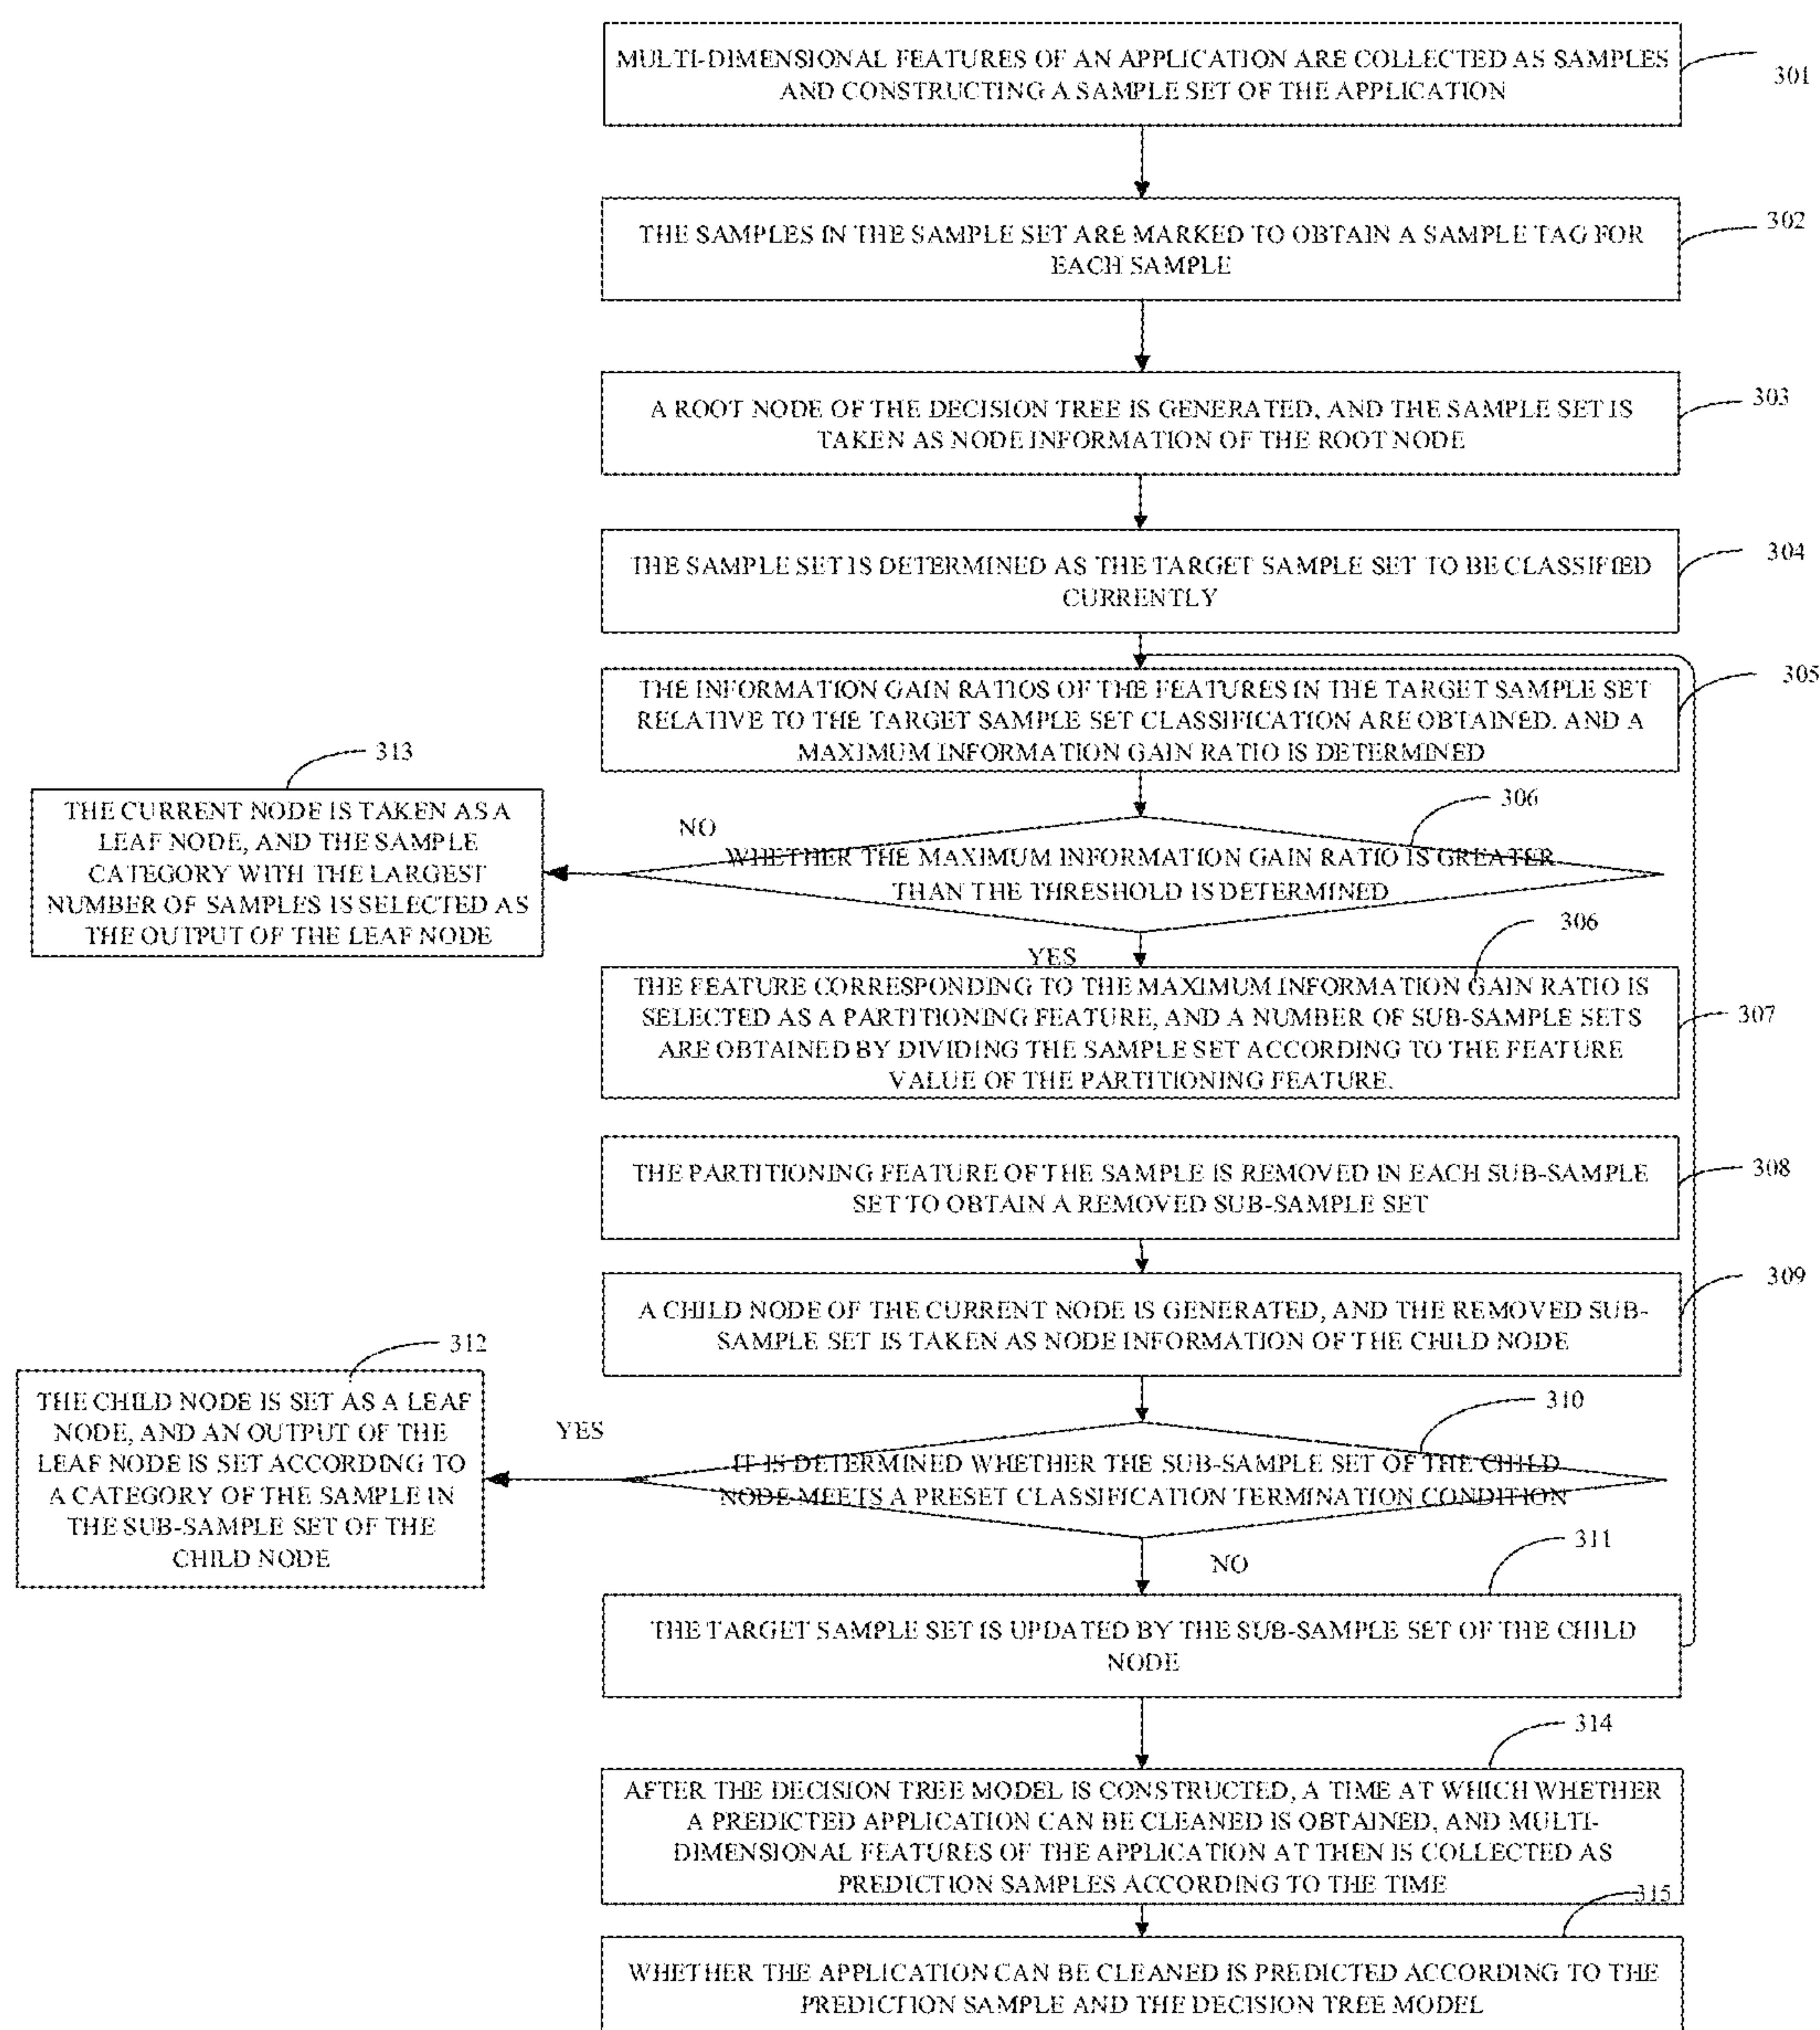 MULTI-DIMENSIONAL FEATURES OF AN APPLICATION ARE COLLECTED AS SAMPLES
AND CONSTRUCTING A SAMPLE SET OF THE APPLICATION
301
THE SAMPLES IN THE SAMPLE SET ARE MARKED TO OBTAIN A SAMPLE TAG FOR
EACH SAMPLE
302
A ROOT NODE OF THE DECISION TREE IS GENERATED, AND THE SAMPLE SET IS
TAKEN AS NODE INFORMATION OF THE ROOT NODE
303
THE SAMPLE SET IS DETERMINED AS THE TARGET SAMPLE SET TO BE CLASSIFIED
CURRENTLY
304
THE INFORMATION GAIN RATIOS OF THE FEATURES IN THE TARGET SAMPLE SET
RELATIVE TO THE TARGET SAMPLE SET CLASSIFICATION ARE OBTAINED. AND A
MAXIMUM INFORMATION GAIN RATIO IS DETERMINED
305
313
THE CURRENT NODE IS TAKEN AS A
LEAF NODE, AND THE SAMPLE
CATEGORY WITH THE LARGEST
NUMBER OF SAMPLES IS SELECTED AS
THE OUTPUT OF THE LEAF NODE
NO
306
WHETHER THE MAXIMUM INFORMATION GAIN RATIO IS GREATER
THAN THE THRESHOLD IS DETERMINED
YES
306
THE FEATURE CORRESPONDING TO THE MAXIMUM INFORMATION GAIN RATIO IS
SELECTED AS A PARTITIONING FEATURE, AND A NUMBER OF SUB-SAMPLE SETS
ARE OBTAINED BY DIVIDING THE SAMPLE SET ACCORDING TO THE FEATURE
VALUE OF THE PARTITIONING FEATURE.
307
THE PARTITIONING FEATURE OF THE SAMPLE IS REMOVED IN EACH SUB-SAMPLE
SET TO OBTAIN A REMOVED SUB-SAMPLE SET
308
A CHILD NODE OF THE CURRENT NODE IS GENERATED, AND THE REMOVED SUB-
SAMPLE SET IS TAKEN AS NODE INFORMATION OF THE CHILD NODE
309
312
THE CHILD NODE IS SET AS A LEAF
NODE, AND AN OUTPUT OF THE
LEAF NODE IS SET ACCORDING TO
A CATEGORY OF THE SAMPLE IN
THE SUB-SAMPLE SET OF THE
CHILD NODE
YES
310
IT IS DETERMINED WHETHER THE SUB-SAMPLE SET OF THE CHILD
NODE MEETS A PRESET CLASSIFICATION TERMINATION CONDITION
NO
311
THE TARGET SAMPLE SET IS UPDATED BY THE SUB-SAMPLE SET OF THE CHILD
NODE
314
AFTER THE DECISION TREE MODEL IS CONSTRUCTED, A TIME AT WHICH WHETHER
A PREDICTED APPLICATION CAN BE CLEANED IS OBTAINED, AND MULTI-
DIMENSIONAL FEATURES OF THE APPLICATION AT THEN IS COLLECTED AS
PREDICTION SAMPLES ACCORDING TO THE TIME
315
WHETHER THE APPLICATION CAN BE CLEANED IS PREDICTED ACCORDING TO THE
PREDICTION SAMPLE AND THE DECISION TREE MODEL